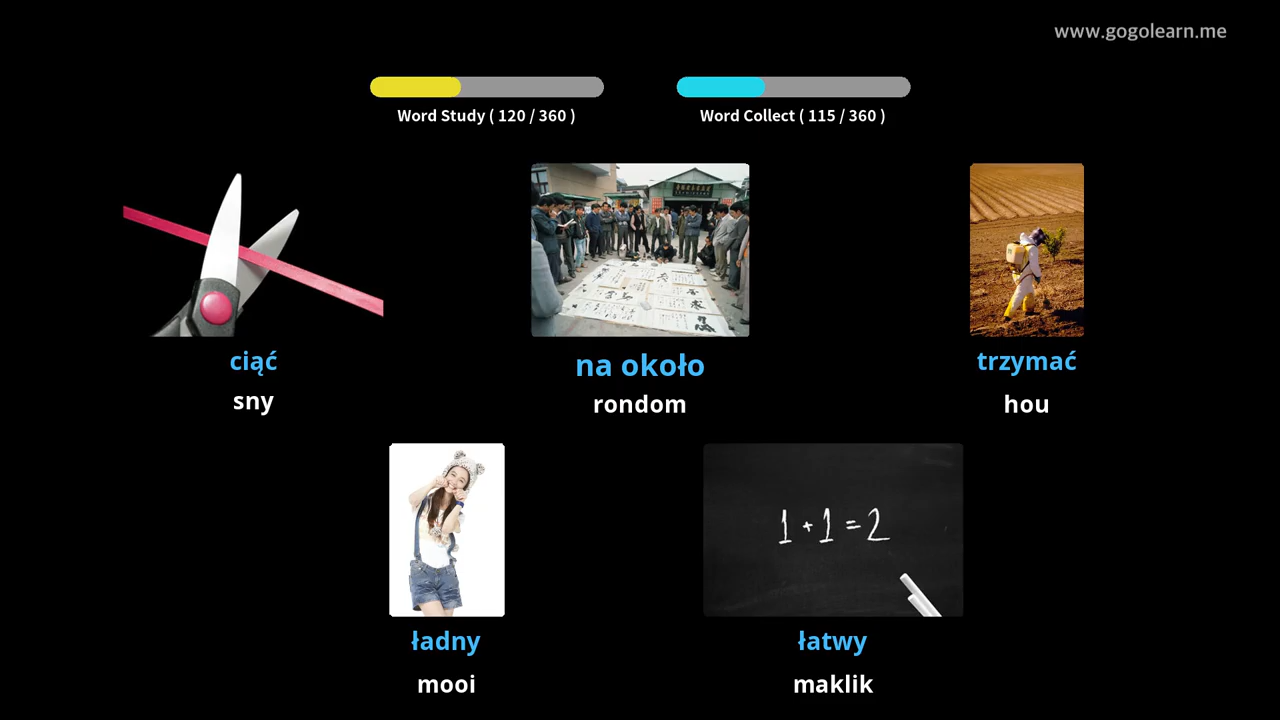 www.gogolearn.me
Word Study ( 120 / 360 )
Word Collect ( 115 / 360 )
ciąć
sny
na około
rondom
trzymać
hou
1 + 1 = 2
ładny
mooi
łatwy
maklik